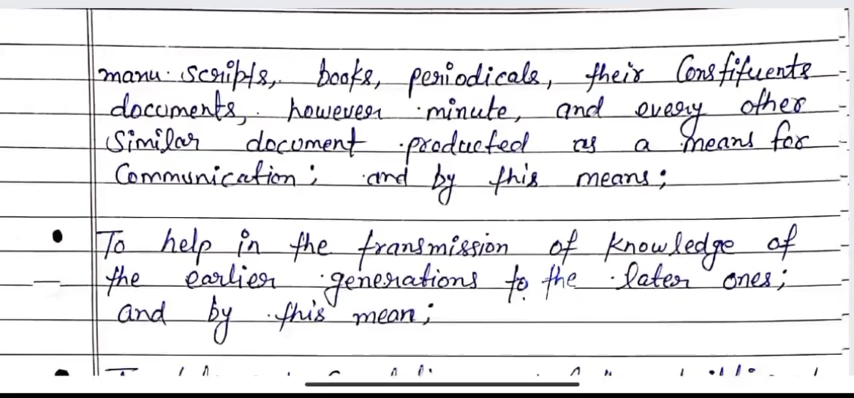 manu scripts, books, periodicals, their Constituents
documents, however minute, and every other
Similar document producted as a means for
Communication; and by this means;
• To help in the transmission of knowledge of
the earlier generations to the later ones;
and by this mean;